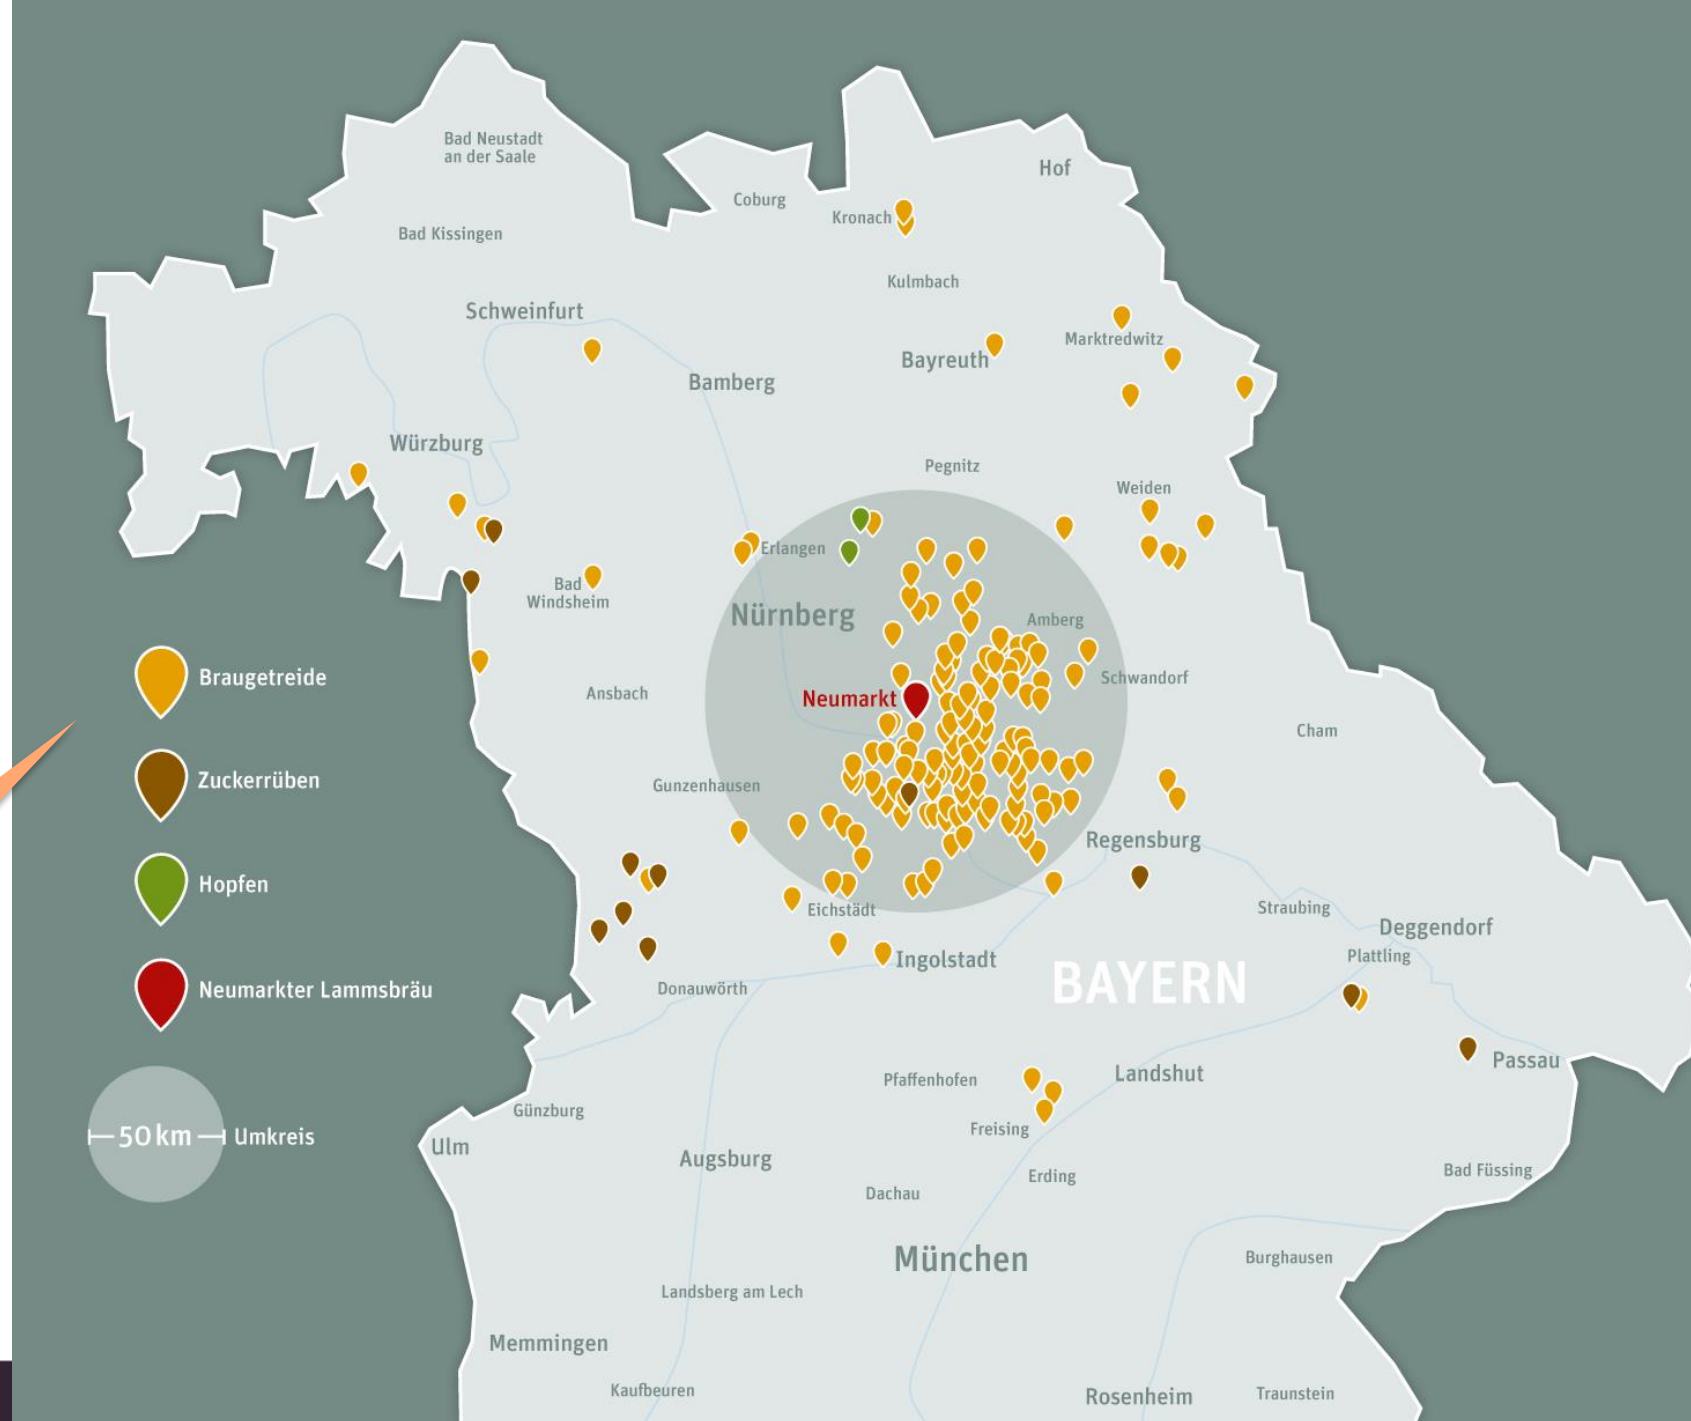 Bad Neustadt
an der Saale
Hof
Coburg
Kronach
Bad Kissingen
Kulmbach
Schweinfurt
Marktredwitz
Bayreuth
Bamberg
Würzburg
Pegnitz
Weiden
Erlangen
Bad
Windsheim
Nürnberg
Amberg
Braugetreide
Schwandorf
Ansbach
Neumarkt
Cham
Zuckerrüben
Gunzenhausen
Regensburg
Hopfen
Eichstädt
Straubing
Deggendorf
Plattling
Ingolstadt
BAYERN
Neumarkter Lammsbräu
Donauwörth
Passau
Pfaffenhofen
Landshut
Günzburg
Freising
50 km
Umkreis
Ulm
Augsburg
Erding
Bad Füssing
Dachau
München
Burghausen
Landsberg am Lech
Memmingen
Kaufbeuren
Rosenheim
Traunstein